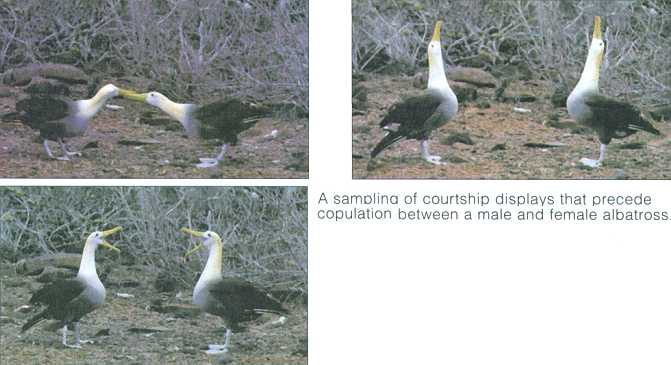 A sampling of courtship displays that precede
copulation between a male and female albatross.